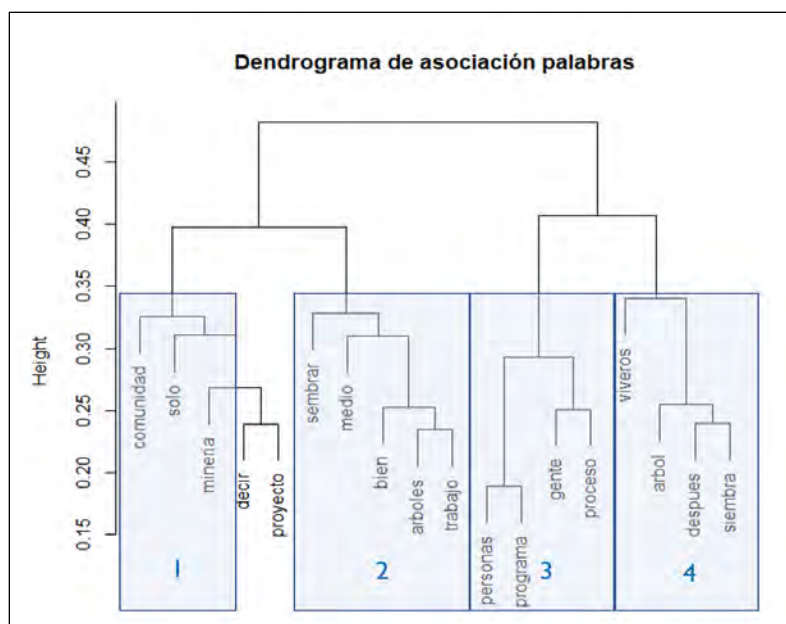 Dendrograma de asociación palabras
Height
0.45
0.40
0.35
0.30
0.25
0.20
0.15
comunidad
solo
mineria
decir
proyecto
sembrar
medio
bien
arboles
trabajo
personas
programa
gente
proceso
viveros
arbol
despues
siembra
1
2
3
4